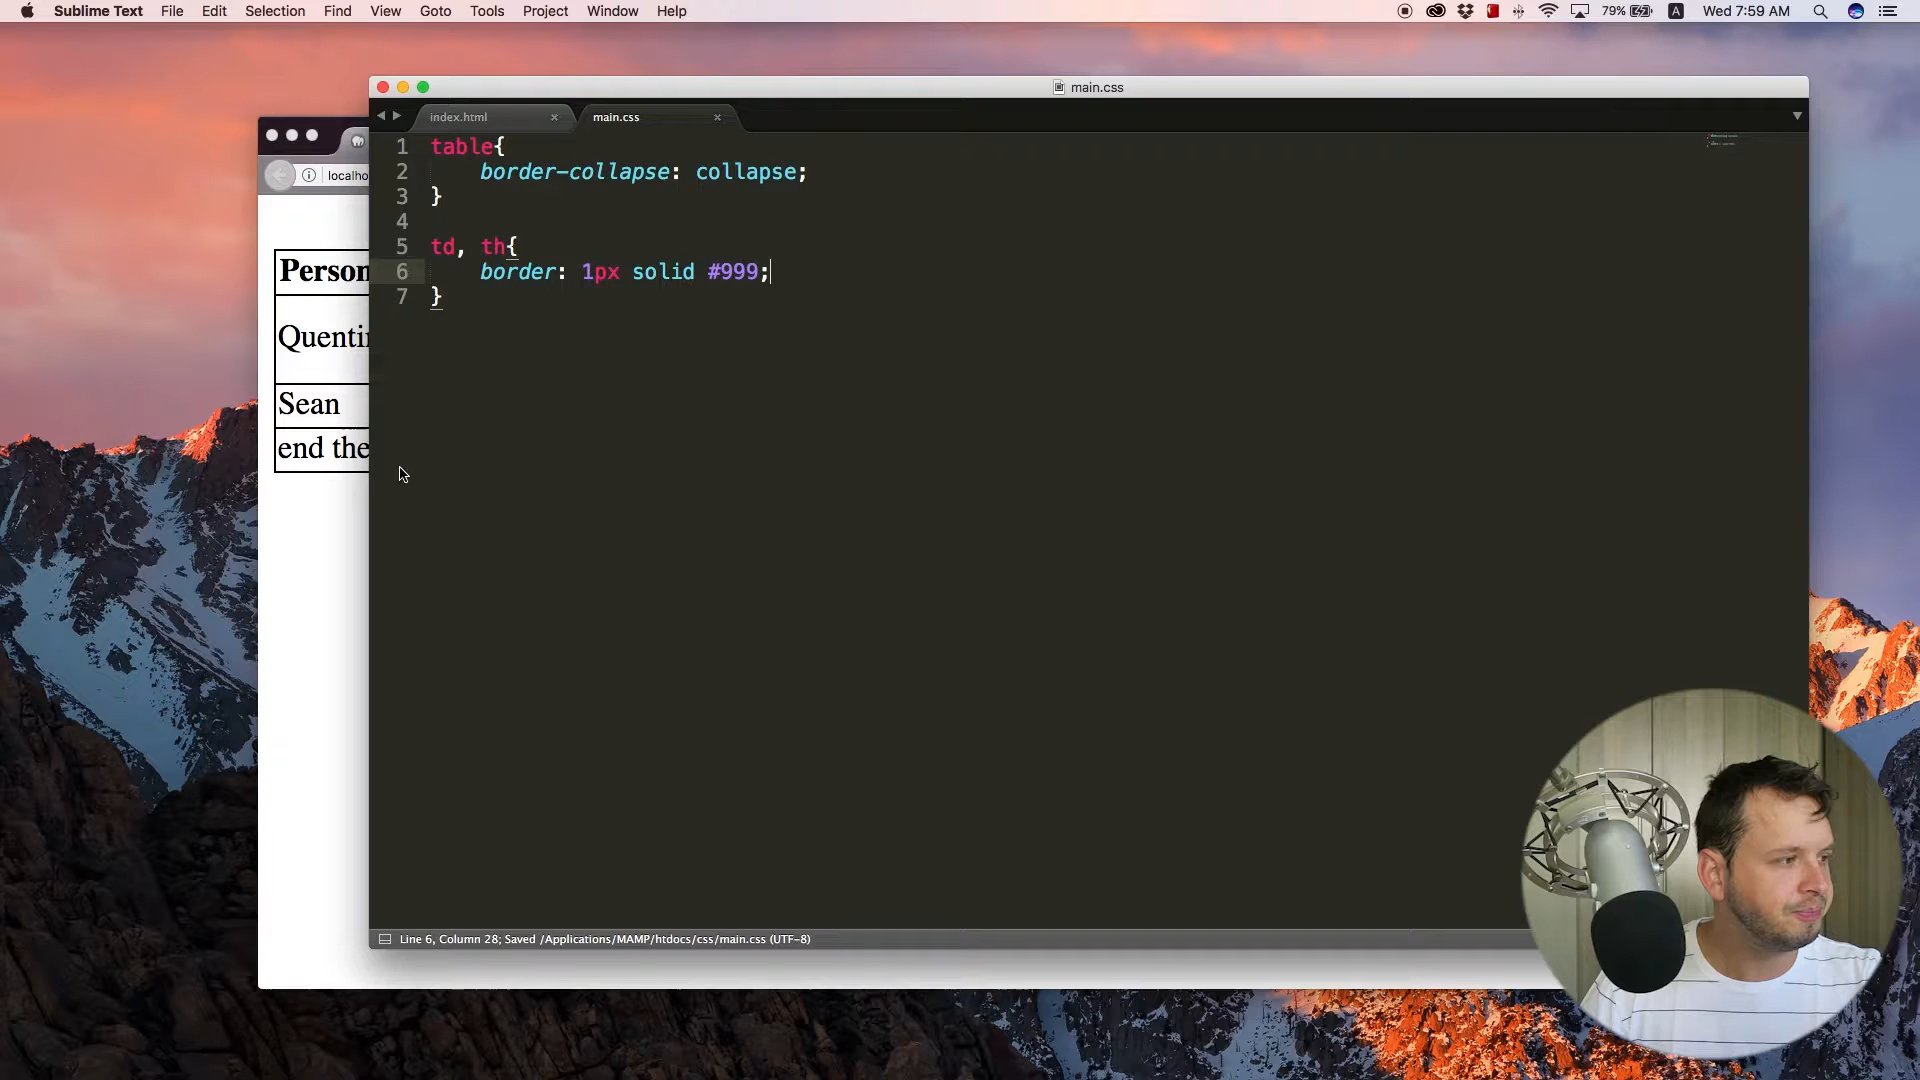 Sublime Text File Edit Selection Find View Goto Tools Project Window Help 79% A Wed 7:59 AM
main.css
index.html × main.css ×
1 table{
2 border-collapse: collapse;
3 }
4
5 td, th{
6 border: 1px solid #999;
7 }
localho
Person
Quentin
Sean
end the
Line 6, Column 28; Saved /Applications/MAMP/htdocs/css/main.css (UTF-8)